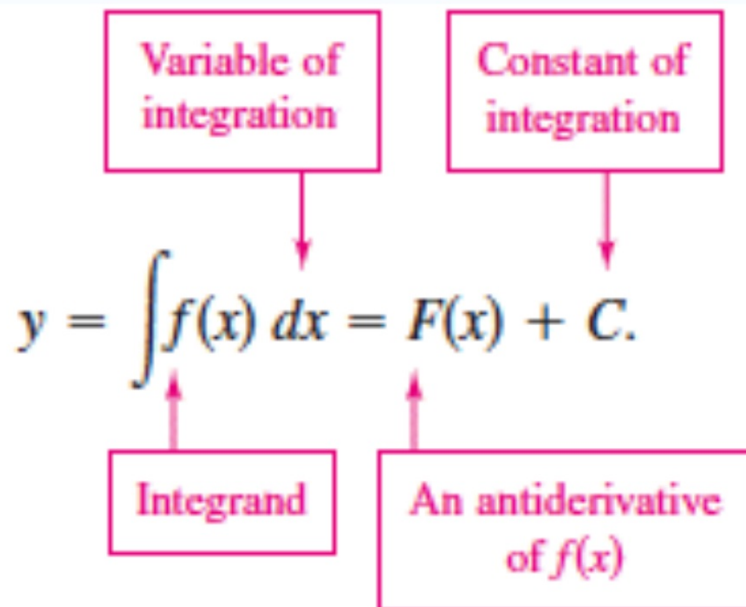 Variable of
integration
Constant of
integration
y = ∫f(x) dx = F(x) + C.
Integrand
An antiderivative
of f(x)